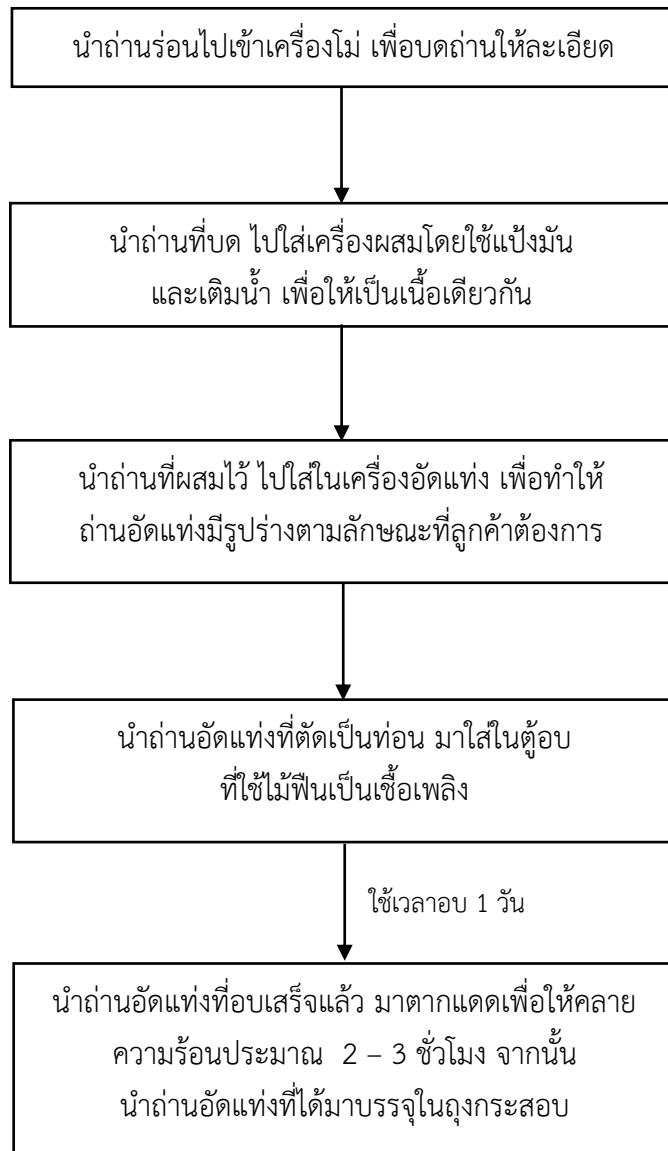 นำถ่านร่อนไปเข้าเครื่องโม่ เพื่อบดถ่านให้ละเอียด
นำถ่านที่บด ไปใส่เครื่องผสมโดยใช้แป้งมัน
และเติมน้ำ เพื่อให้เป็นเนื้อเดียวกัน
นำถ่านที่ผสมไว้ ไปใส่ในเครื่องอัดแท่ง เพื่อทำให้
ถ่านอัดแท่งมีรูปร่างตามลักษณะที่ลูกค้าต้องการ
นำถ่านอัดแท่งที่ตัดเป็นท่อน มาใส่ในตู้อบ
ที่ใช้ไม้ฟืนเป็นเชื้อเพลิง
ใช้เวลาอบ 1 วัน
นำถ่านอัดแท่งที่อบเสร็จแล้ว มาตากแดดเพื่อให้คลาย
ความร้อนประมาณ 2 – 3 ชั่วโมง จากนั้น
นำถ่านอัดแท่งที่ได้มาบรรจุในถุงกระสอบ